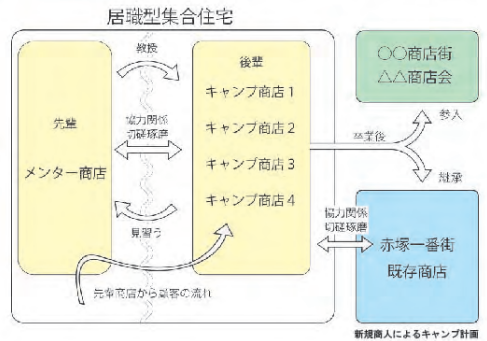 居職型集合住宅
教授
先輩
メンター商店
協力関係
切磋琢磨
見習う
後輩
キャンプ商店1
キャンプ商店2
キャンプ商店3
キャンプ商店4
先輩商店から顧客の流れ
卒業後
参入
継承
○○商店街
△△商店会
協力関係
切磋琢磨
赤塚一番街
既存商店
新規商人によるキャンプ計画